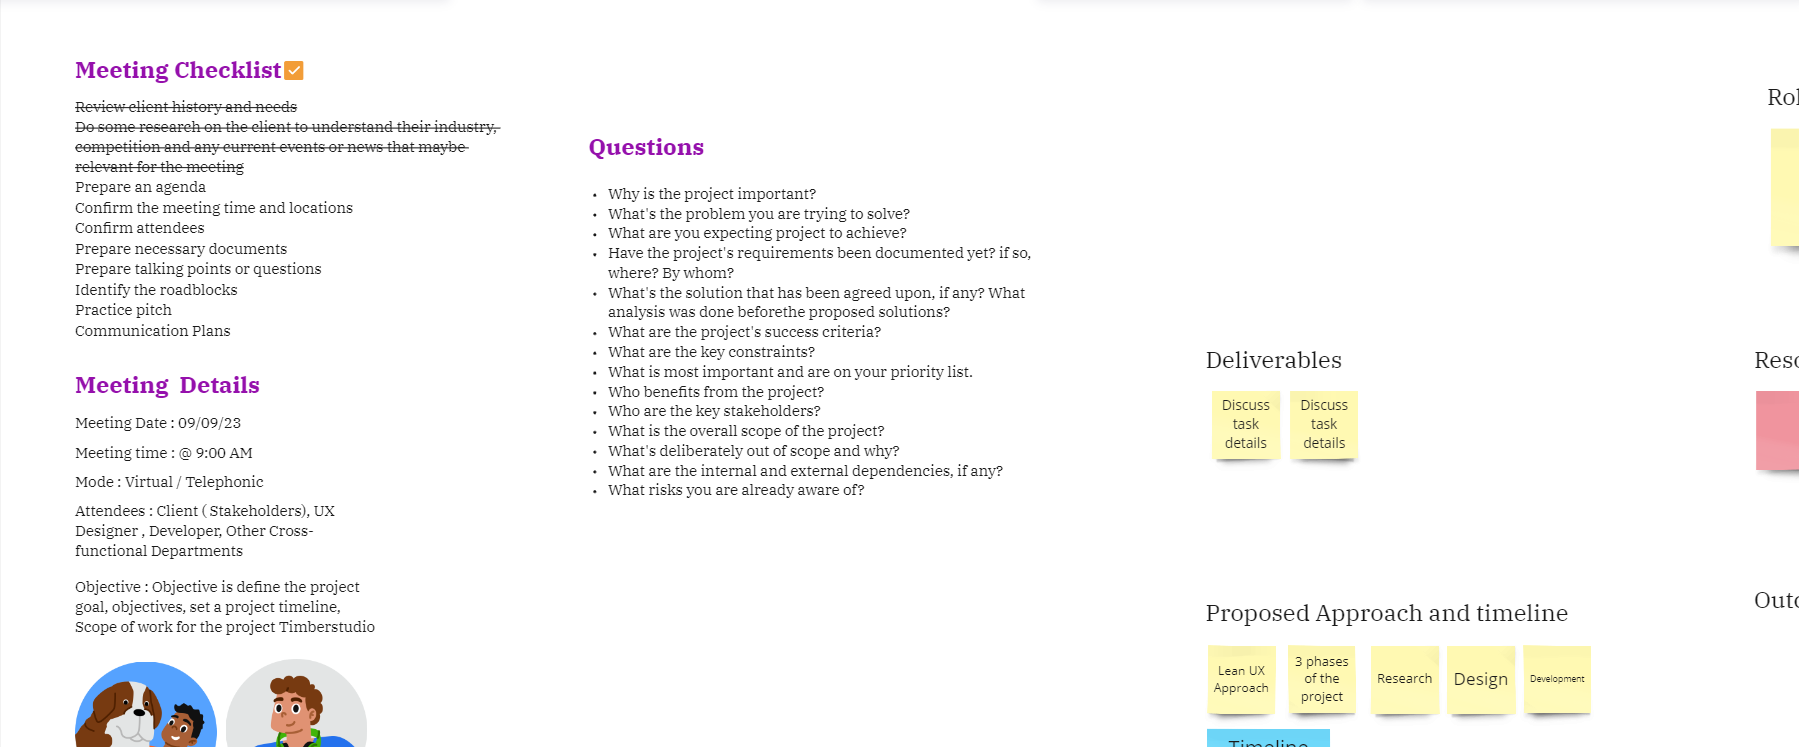 Meeting Checklist
Review client history and needs
Do some research on the client to understand their industry,
competition and any current events or news that maybe
relevant for the meeting
Prepare an agenda
Confirm the meeting time and locations
Confirm attendees
Prepare necessary documents
Prepare talking points or questions
Identify the roadblocks
Practice pitch
Communication Plans
Meeting Details
Meeting Date : 09/09/23
Meeting time : @ 9:00 AM
Mode : Virtual / Telephonic
Attendees : Client ( Stakeholders), UX
Designer , Developer, Other Cross-
functional Departments
Objective : Objective is define the project
goal, objectives, set a project timeline,
Scope of work for the project Timberstudio
Questions
• Why is the project important?
• What's the problem you are trying to solve?
• What are you expecting project to achieve?
• Have the project's requirements been documented yet? if so,
where? By whom?
• What's the solution that has been agreed upon, if any? What
analysis was done beforethe proposed solutions?
• What are the project's success criteria?
• What are the key constraints?
• What is most important and are on your priority list.
• Who benefits from the project?
• Who are the key stakeholders?
• What is the overall scope of the project?
• What's deliberately out of scope and why?
• What are the internal and external dependencies, if any?
• What risks you are already aware of?
Deliverables
Discuss
task
details
Discuss
task
details
Proposed Approach and timeline
Lean UX
Approach
3 phases
of the
project
Research
Design
Development
Timeline